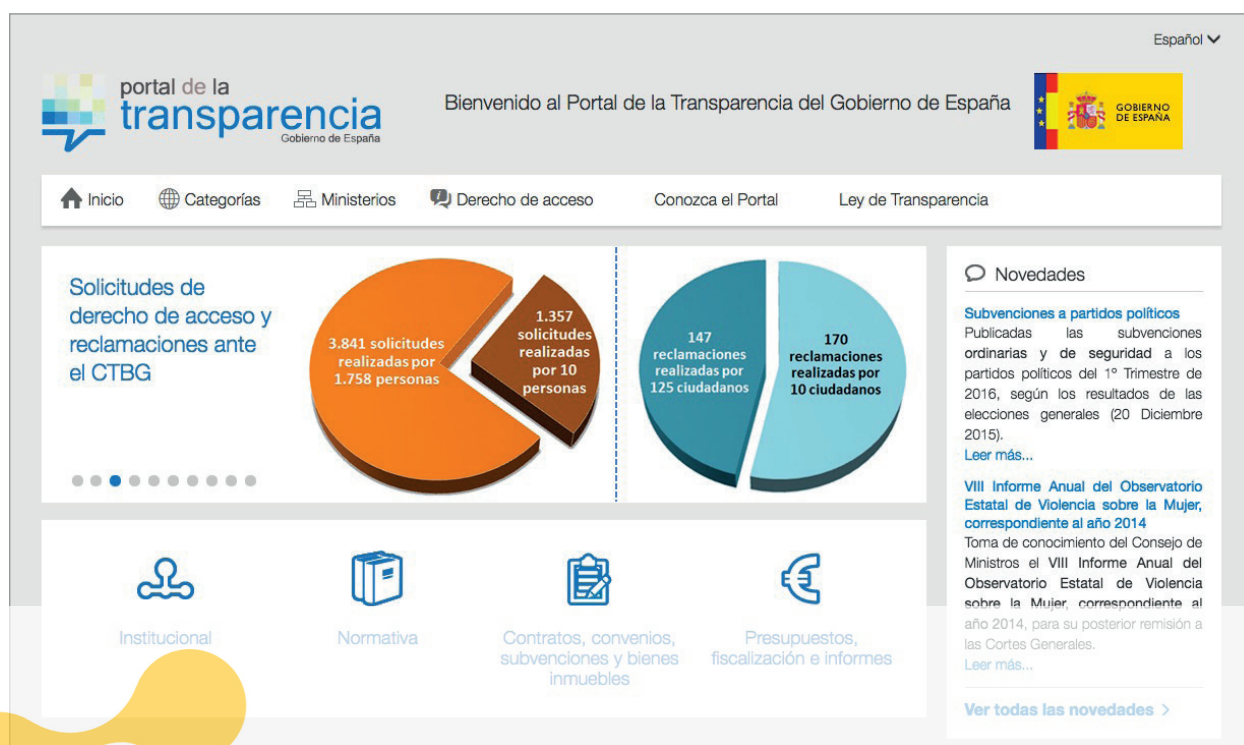 Español
portal de la
transparencia
Gobierno de España
Bienvenido al Portal de la Transparencia del Gobierno de España
GOBIERNO
DE ESPAÑA
Inicio
Categorías
Ministerios
Derecho de acceso
Conozca el Portal
Ley de Transparencia
Solicitudes de
derecho de acceso y
reclamaciones ante
el CTBG
3.841 solicitudes
realizadas por
1.758 personas
1.357
solicitudes
realizadas
por 10
personas
147
reclamaciones
realizadas por
125 ciudadanos
170
reclamaciones
realizadas por
10 ciudadanos
Novedades
Subvenciones a partidos políticos
Publicadas las subvenciones
ordinarias y de seguridad a los
partidos políticos del 1º Trimestre de
2016, según los resultados de las
elecciones generales (20 Diciembre
2015).
Leer más...
VIII Informe Anual del Observatorio
Estatal de Violencia sobre la Mujer,
correspondiente al año 2014
Toma de conocimiento del Consejo de
Ministros el VIII Informe Anual del
Observatorio Estatal de Violencia
sobre la Mujer, correspondiente al
año 2014, para su posterior remisión a
las Cortes Generales.
Leer más...
Ver todas las novedades >
Institucional
Normativa
Contratos, convenios,
subvenciones y bienes
inmuebles
Presupuestos,
fiscalización e informes